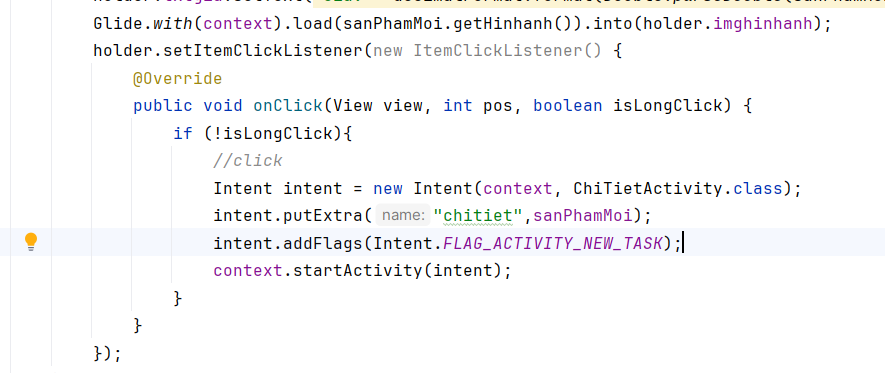 Glide.with(context).load(sanPhamMoi.getHinhanh()).into(holder.imghinhanh);
holder.setItemClickListener(new ItemClickListener() {
@Override
public void onClick(View view, int pos, boolean isLongClick) {
if (!isLongClick){
//click
Intent intent = new Intent(context, ChiTietActivity.class);
intent.putExtra( name: "chitiet",sanPhamMoi);
intent.addFlags(Intent.FLAG_ACTIVITY_NEW_TASK);
context.startActivity(intent);
}
}
});